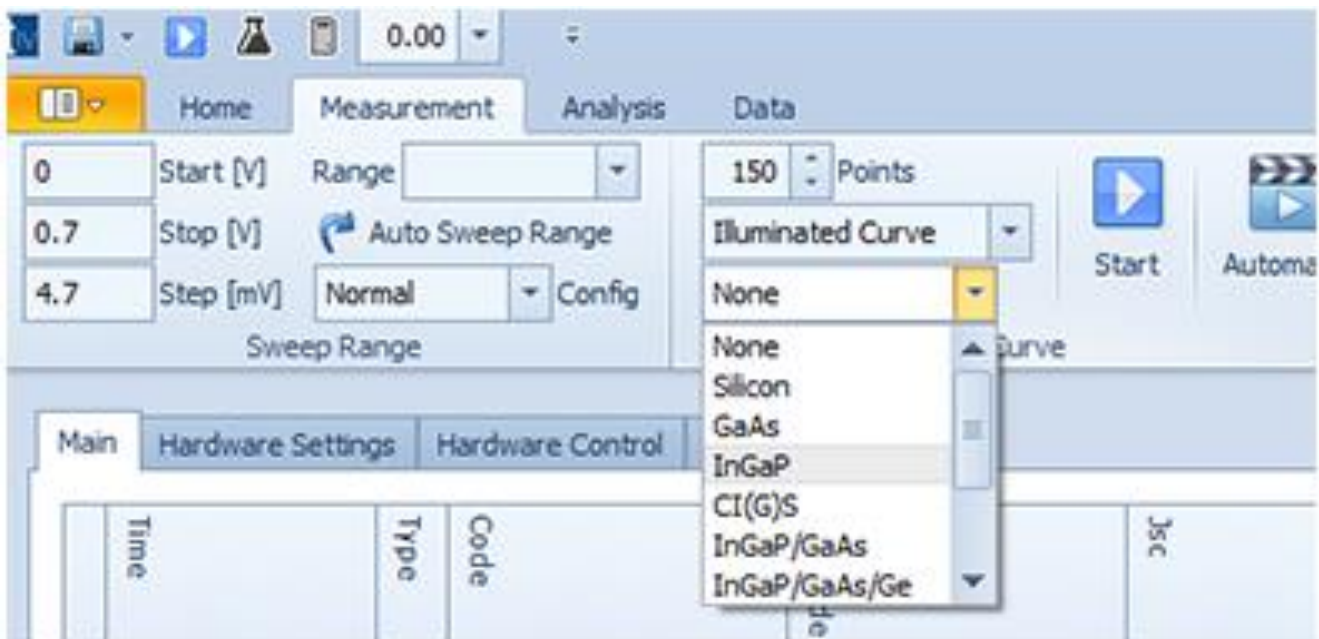 0.00
Home Measurement Analysis Data
0 Start [V] Range 150 Points
0.7 Stop [V] Auto Sweep Range Illuminated Curve
4.7 Step [mV] Normal Config None
Start
Automa
Sweep Range
Curve
None
Silicon
GaAs
InGaP
CI(G)S
InGaP/GaAs
InGaP/GaAs/Ge
Main Hardware Settings Hardware Control
Time Type Code Jsc